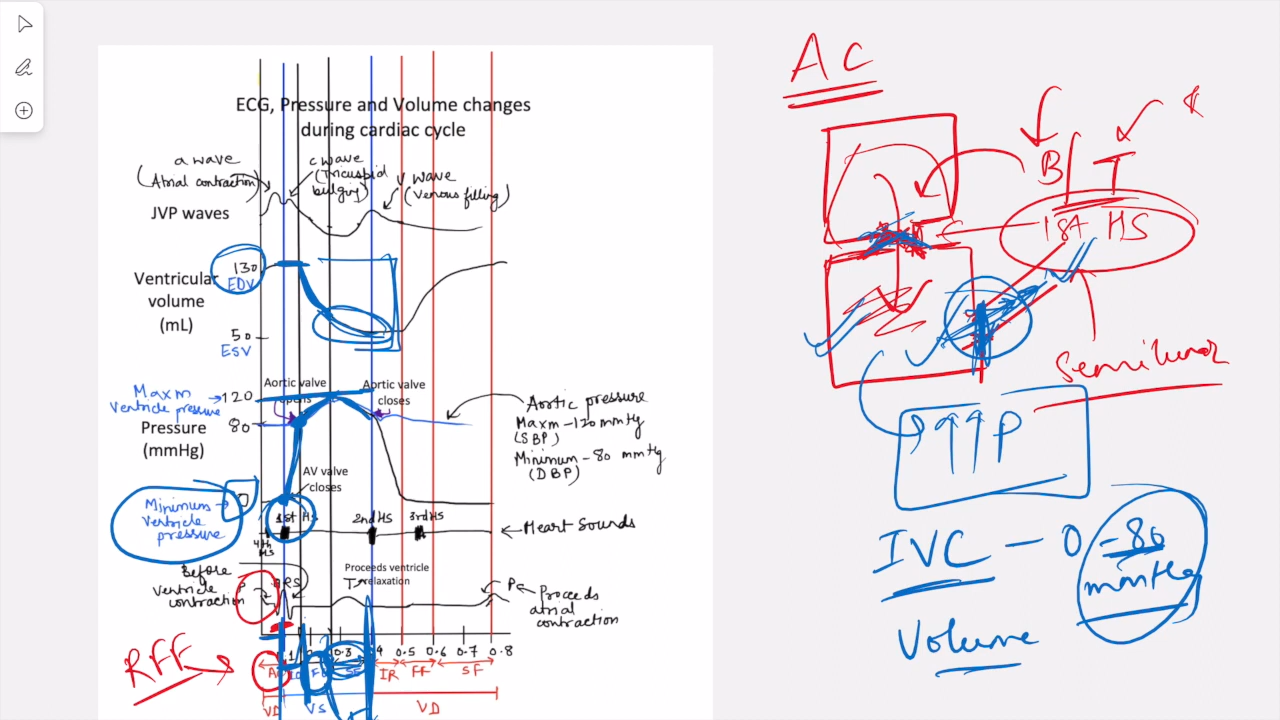 ECG, Pressure and Volume changes
during cardiac cycle
a wave
(Atrial contraction)
c wave
(Tricuspid
bulging)
v wave
(Venous filling)
JVP waves
Ventricular
volume
(mL)
130
EDV
50
ESV
Aortic valve
opens
Aortic valve
closes
Maxm
Ventricle pressure
120
80
Pressure
(mmHg)
Aortic pressure
Maxm - 120 mmHg
(SBP)
Minimum - 80 mmHg
(DBP)
AV valve
closes
0
Minimum
Ventricle
pressure
1st HS
2nd HS
3rd HS
4th
HS
Heart Sounds
Before
Ventricle
contraction
Proceeds ventricle
relaxation
T
P
Proceeds
atrial
contraction
0.3
0.5
0.6
0.7
0.8
IR
FF
SF
VD
VS
VD
RFF
AC
B/T
1st HS
Semilunar
↑↑P
IVC - 0 - 80
mmHg
Volume